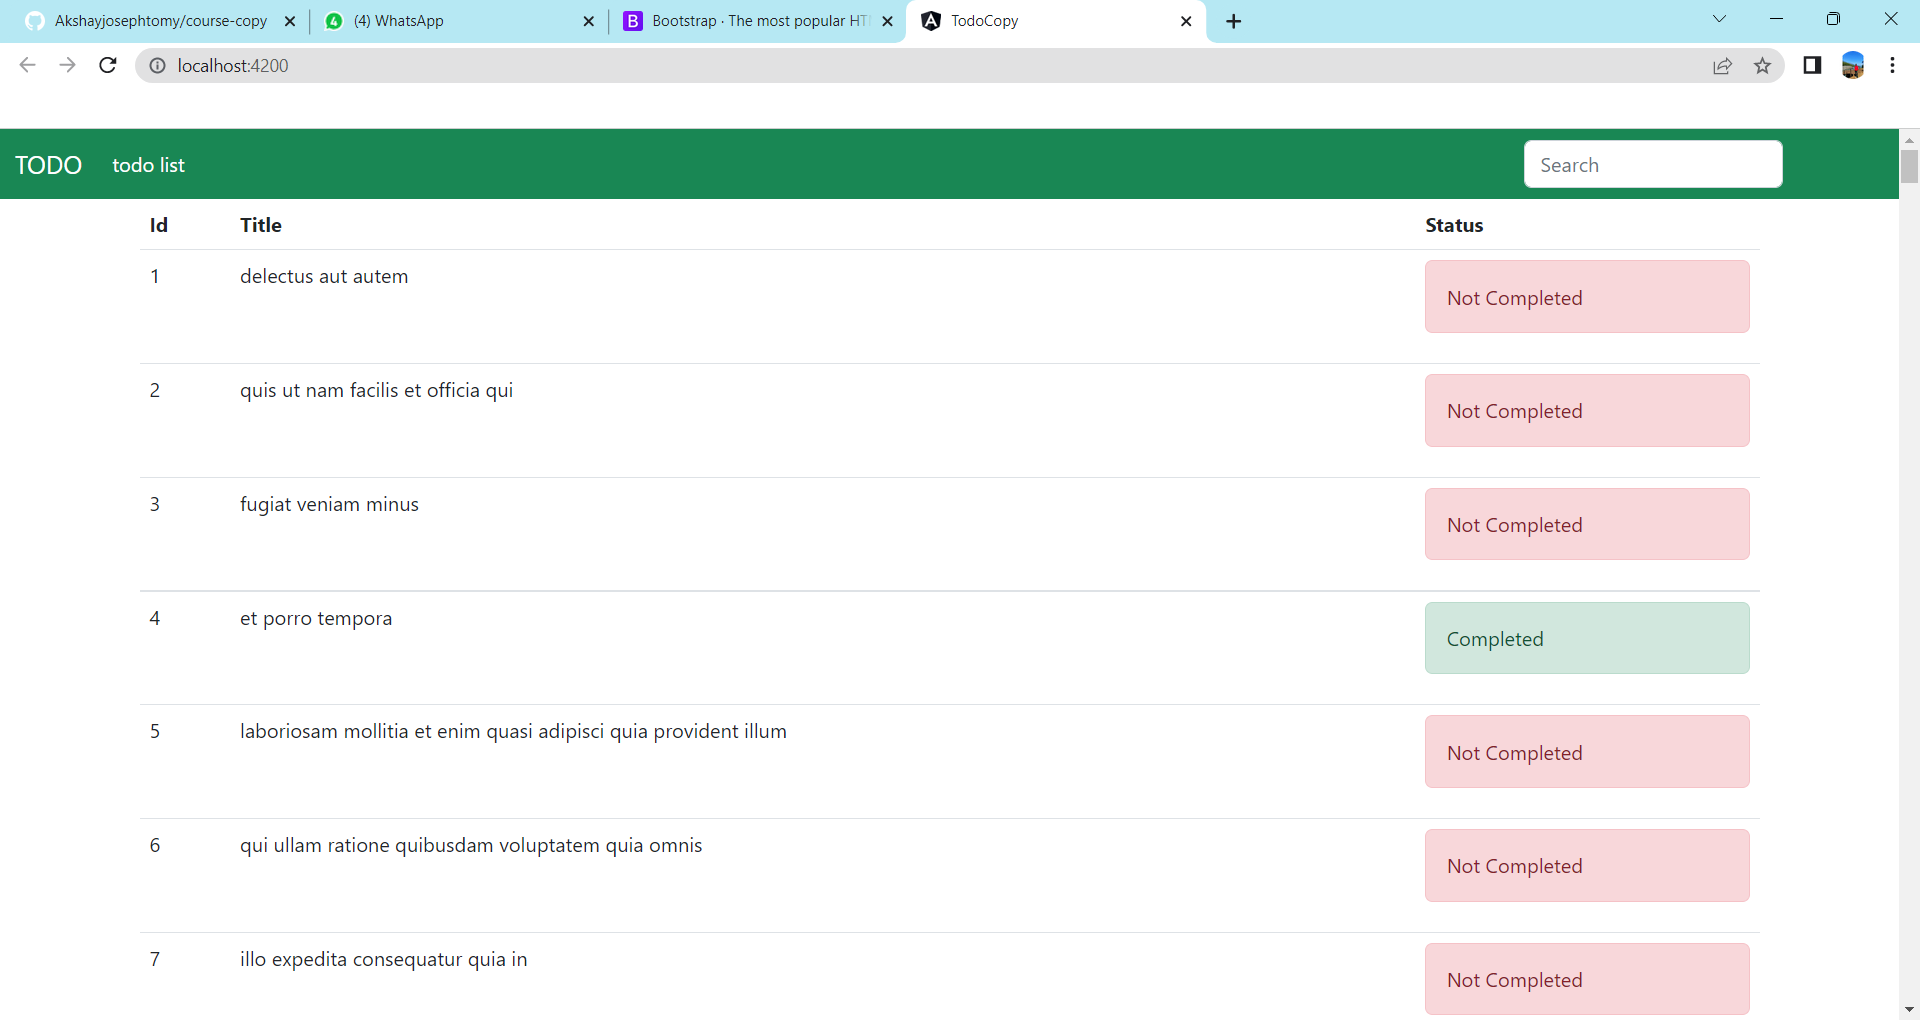 Akshayjosephtomy/course-copy
(4) WhatsApp
Bootstrap · The most popular HT
TodoCopy
localhost:4200
TODO todo list Search
Id Title Status
1 delectus aut autem Not Completed
2 quis ut nam facilis et officia qui Not Completed
3 fugiat veniam minus Not Completed
4 et porro tempora Completed
5 laboriosam mollitia et enim quasi adipisci quia provident illum Not Completed
6 qui ullam ratione quibusdam voluptatem quia omnis Not Completed
7 illo expedita consequatur quia in Not Completed